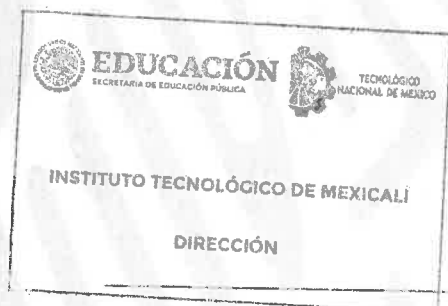 EDUCACIÓN
SECRETARÍA DE EDUCACIÓN PÚBLICA
TECNOLÓGICO
NACIONAL DE MÉXICO
INSTITUTO TECNOLÓGICO DE MEXICALI
DIRECCIÓN